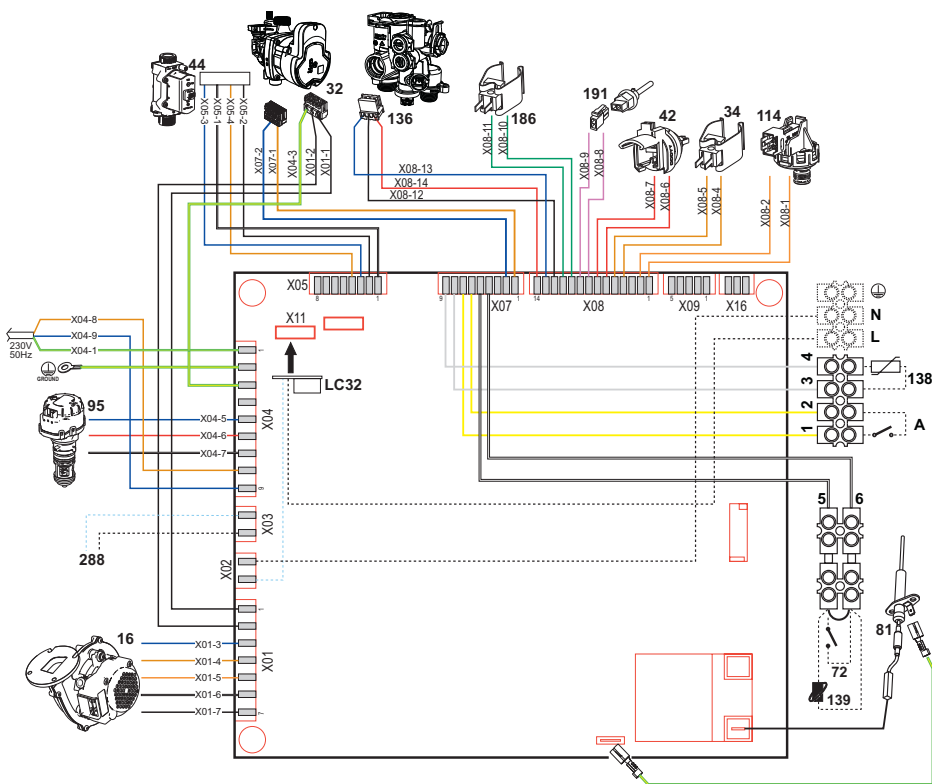 44
32
136
186
191
42
34
114
X05-3
X05-1
X05-4
X05-2
X07-2
X07-1
X04-3
X01-2
X01-1
X08-13
X08-14
X08-12
X08-11
X08-10
X08-9
X08-8
X08-7
X08-6
X08-5
X08-4
X08-2
X08-1
X05
8
1
9
X07
1
14
X08
1
5
X09
1
X16
X11
LC32
N
L
4
3
2
1
138
A
230V
50Hz
X04-8
X04-9
X04-1
GROUND
95
X04-5
X04-6
X04-7
1
X04
9
288
X03
X02
16
X01-3
X01-4
X01-5
X01-6
X01-7
1
X01
7
5
6
72
139
81